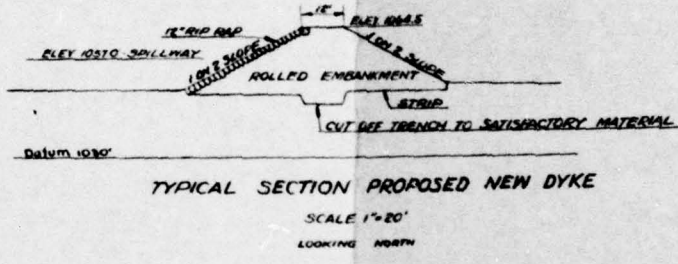 12'
ELEV 1064.5
12" RIP RAP
1 ON 2 SLOPE
ELEV 1057.0 SPILLWAY
1 ON 2 SLOPE
ROLLED EMBANKMENT
STRIP
CUT OFF TRENCH TO SATISFACTORY MATERIAL
Datum 1030'
TYPICAL SECTION PROPOSED NEW DYKE
SCALE 1"=20'
LOOKING NORTH